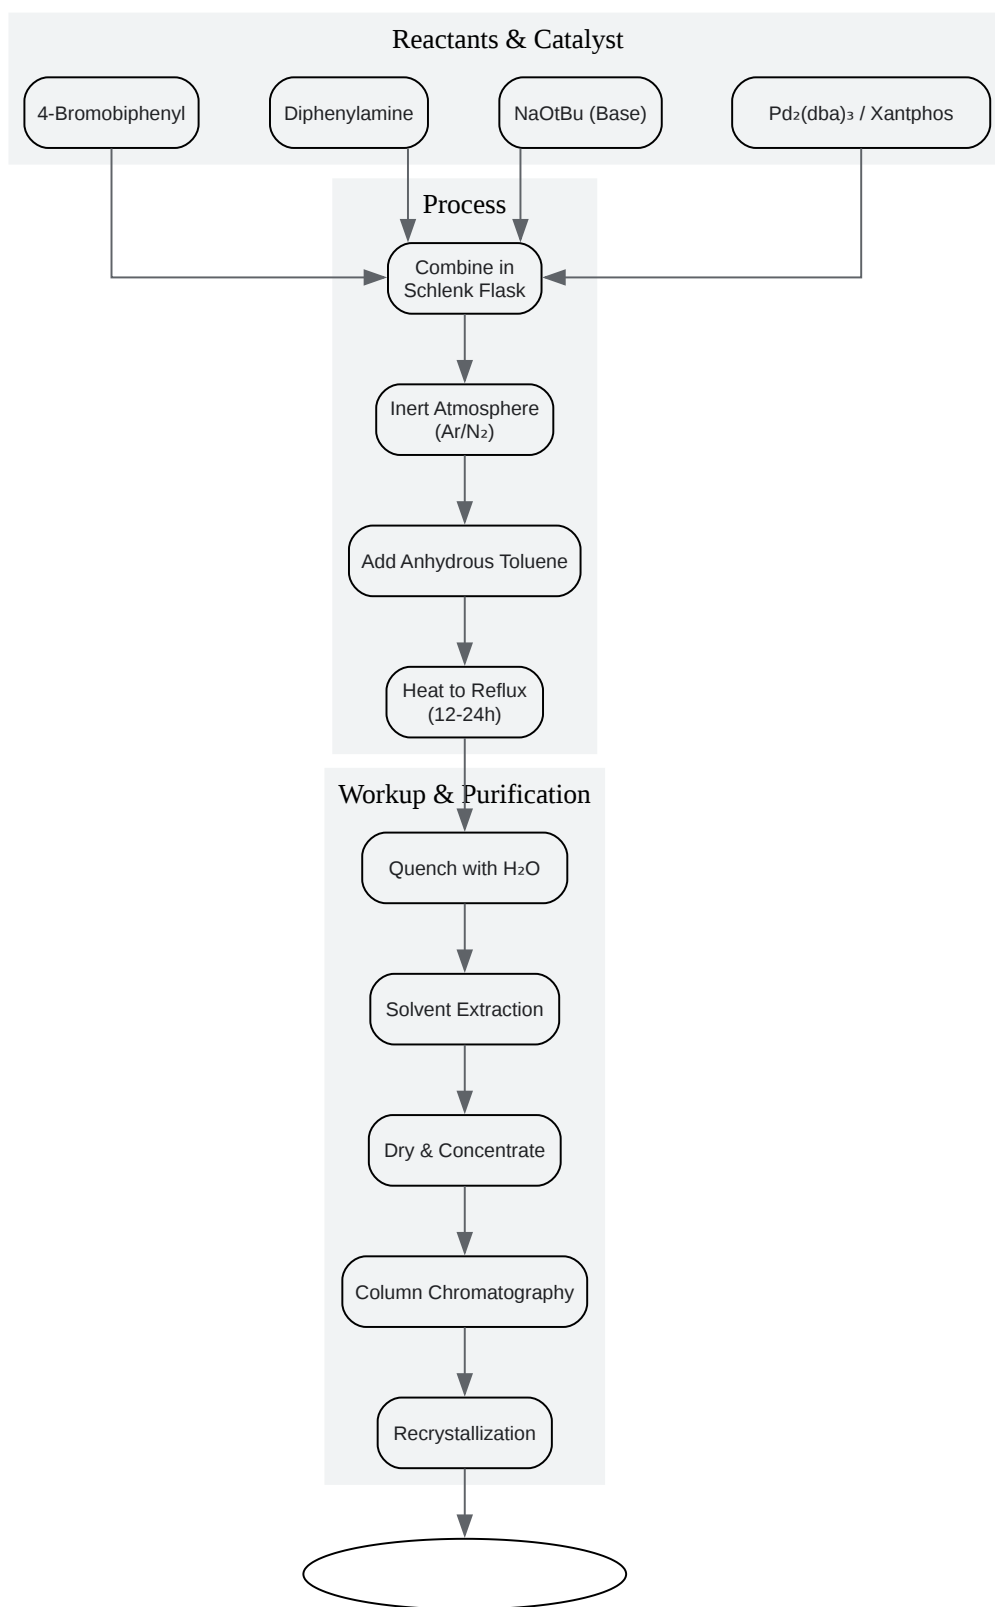 Reactants & Catalyst
4-Bromobiphenyl
Diphenylamine
NaOtBu (Base)
Pd₂(dba)₃ / Xantphos
Process
Combine in
Schlenk Flask
Inert Atmosphere
(Ar/N₂)
Add Anhydrous Toluene
Heat to Reflux
(12-24h)
Workup & Purification
Quench with H₂O
Solvent Extraction
Dry & Concentrate
Column Chromatography
Recrystallization